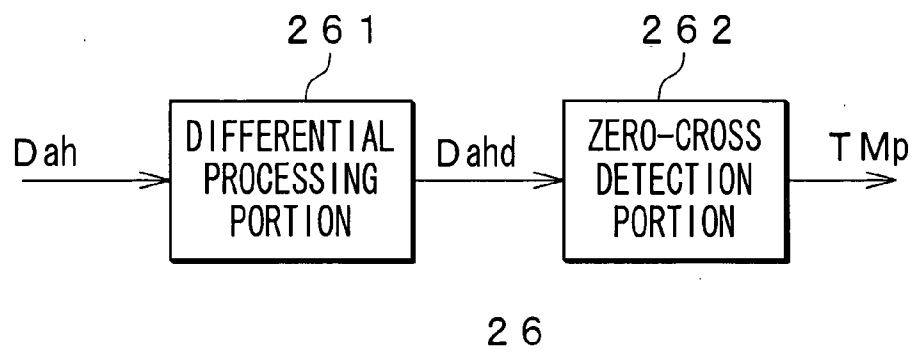 261
262
Dah
DIFFERENTIAL
PROCESSING
PORTION
Dahd
ZERO-CROSS
DETECTION
PORTION
TMp
26